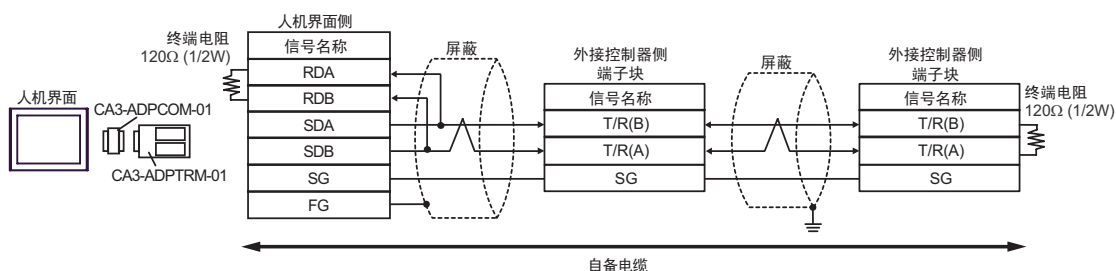 人机界面
CA3-ADPCOM-01
CA3-ADPTRM-01
终端电阻
120Ω (1/2W)
人机界面侧
信号名称
RDA
RDB
SDA
SDB
SG
FG
屏蔽
外接控制器侧
端子块
信号名称
T/R(B)
T/R(A)
SG
屏蔽
外接控制器侧
端子块
信号名称
T/R(B)
T/R(A)
SG
终端电阻
120Ω (1/2W)
自备电缆